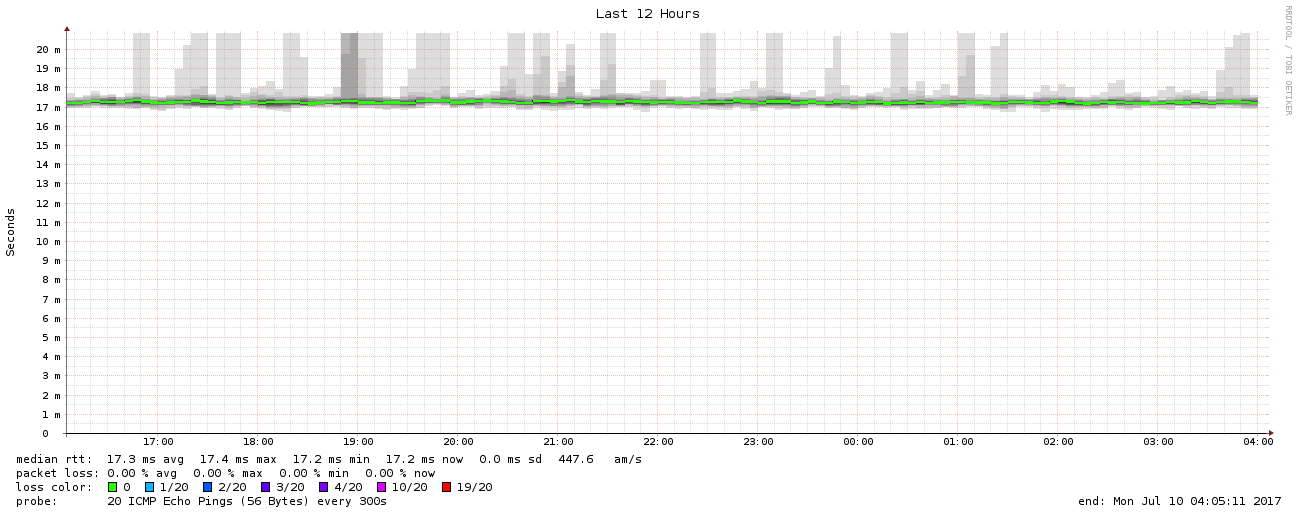 Last 12 Hours
RRDTOOL / TOBI OETIKER
Seconds
20 m
19 m
18 m
17 m
16 m
15 m
14 m
13 m
12 m
11 m
10 m
9 m
8 m
7 m
6 m
5 m
4 m
3 m
2 m
1 m
0
17:00 18:00 19:00 20:00 21:00 22:00 23:00 00:00 01:00 02:00 03:00 04:00
median rtt: 17.3 ms avg 17.4 ms max 17.2 ms min 17.2 ms now 0.0 ms sd 447.6 am/s
packet loss: 0.00 % avg 0.00 % max 0.00 % min 0.00 % now
loss color: 0 1/20 2/20 3/20 4/20 10/20 19/20
probe: 20 ICMP Echo Pings (56 Bytes) every 300s end: Mon Jul 10 04:05:11 2017